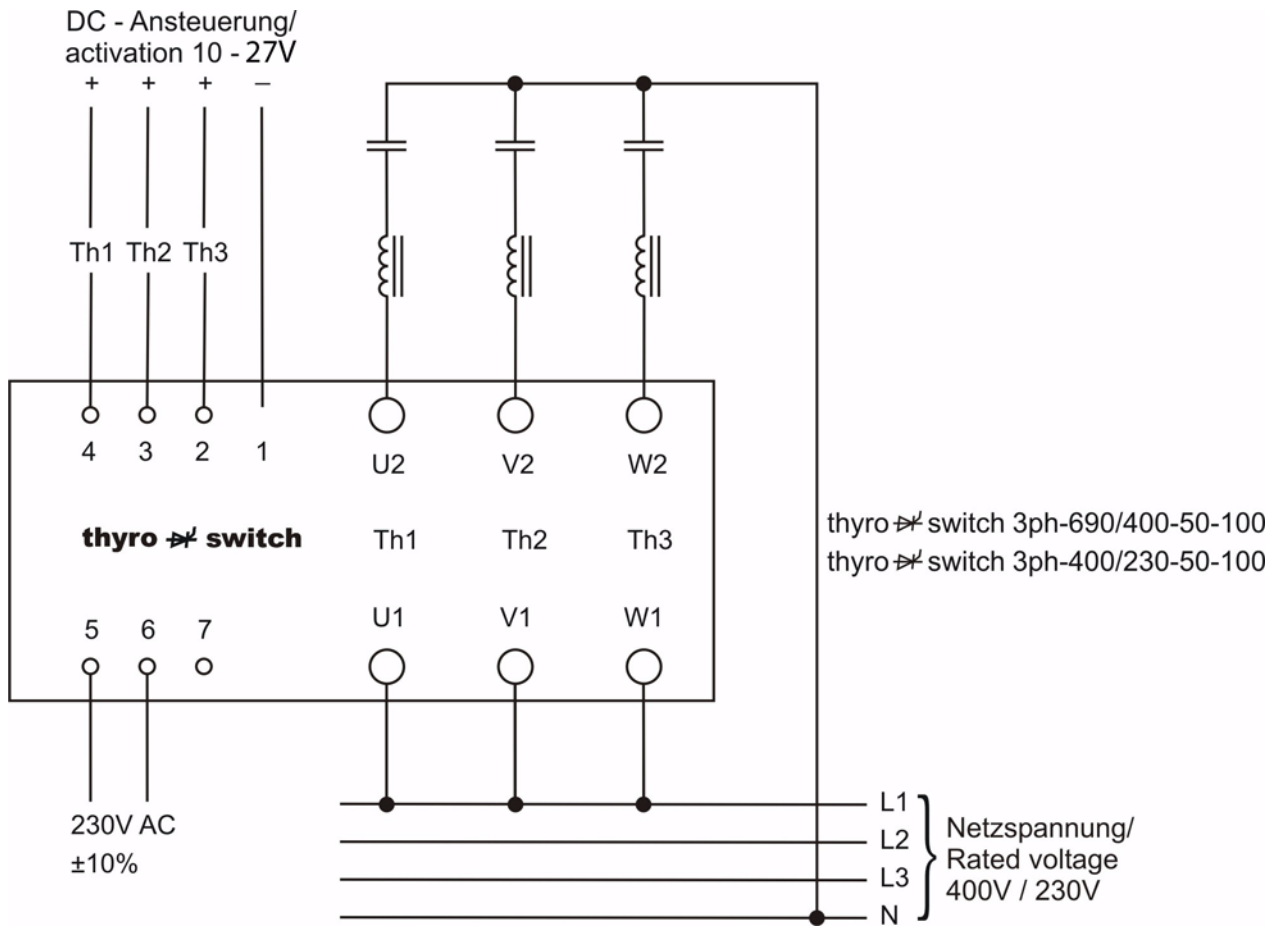 DC - Ansteuerung/
activation 10 - 27V
+ + + –
Th1 Th2 Th3
4 3 2 1
U2 V2 W2
thyro switch
Th1 Th2 Th3
thyro switch 3ph-690/400-50-100
thyro switch 3ph-400/230-50-100
U1 V1 W1
5 6 7
230V AC
±10%
L1
L2
L3
N
Netzspannung/
Rated voltage
400V / 230V